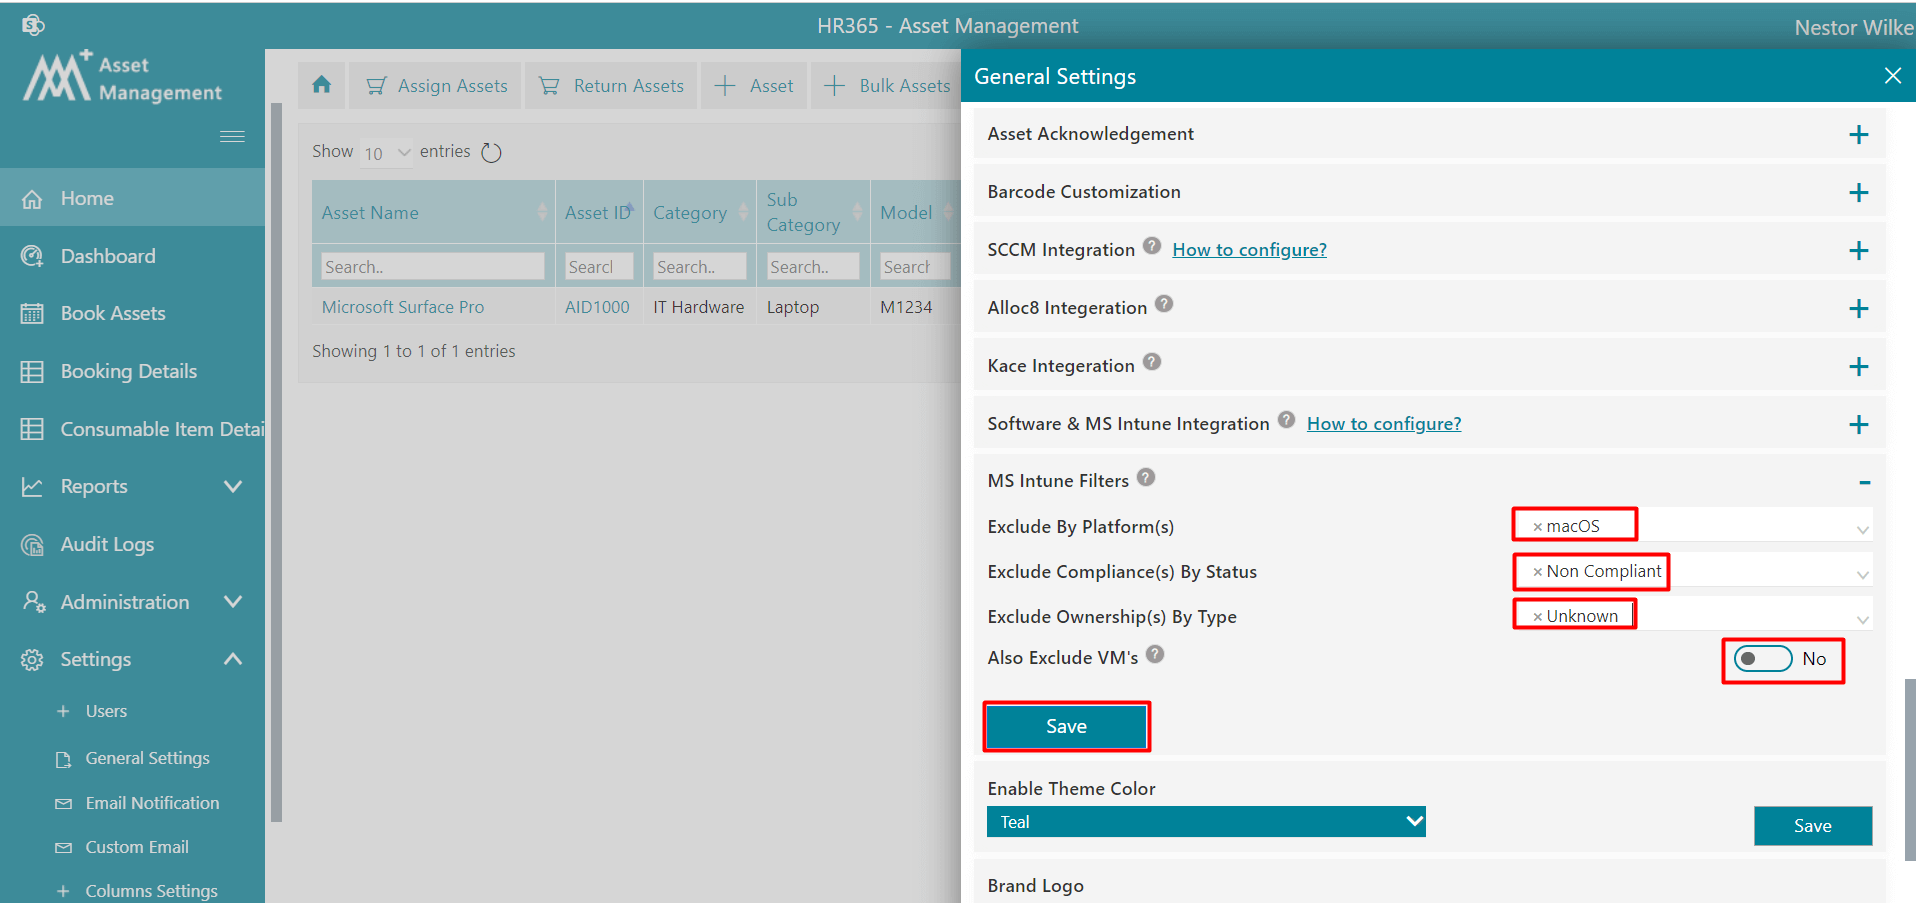 HR365 - Asset Management
Nestor Wilke
Asset
Management
Home
Dashboard
Book Assets
Booking Details
Consumable Item Detai
Reports
Audit Logs
Administration
Settings
Users
General Settings
Email Notification
Custom Email
Columns Settings
Assign Assets
Return Assets
Asset
Bulk Assets
Show 10 entries
Asset Name
Asset ID
Category
Sub
Category
Model
Search..
Searcl
Search..
Search..
Search
Microsoft Surface Pro AID1000 IT Hardware Laptop M1234
Showing 1 to 1 of 1 entries
General Settings
Asset Acknowledgement
Barcode Customization
SCCM Integration ? How to configure?
Alloc8 Integeration ?
Kace Integeration ?
Software & MS Intune Integration ? How to configure?
MS Intune Filters ?
Exclude By Platform(s) × macOS
Exclude Compliance(s) By Status × Non Compliant
Exclude Ownership(s) By Type × Unknown
Also Exclude VM's ? No
Save
Enable Theme Color
Teal
Save
Brand Logo